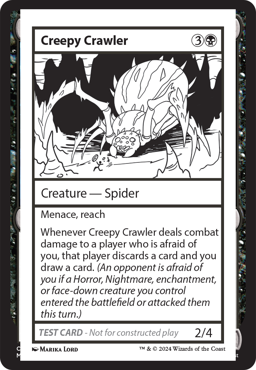 Creepy Crawler 3
Creature — Spider
Menace, reach
Whenever Creepy Crawler deals combat
damage to a player who is afraid of
you, that player discards a card and you
draw a card. (An opponent is afraid of
you if a Horror, Nightmare, enchantment,
or face-down creature you control
entered the battlefield or attacked them
this turn.)
TEST CARD - Not for constructed play 2/4
Marika Lord ™ & © 2024 Wizards of the Coast